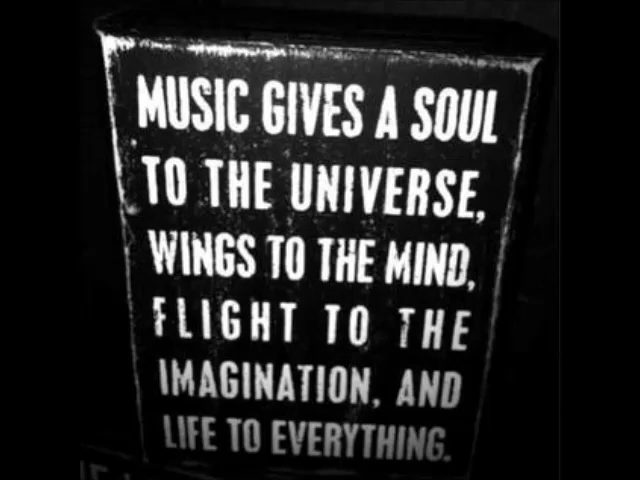 MUSIC GIVES A SOUL
TO THE UNIVERSE,
WINGS TO THE MIND,
FLIGHT TO THE
IMAGINATION, AND
LIFE TO EVERYTHING.